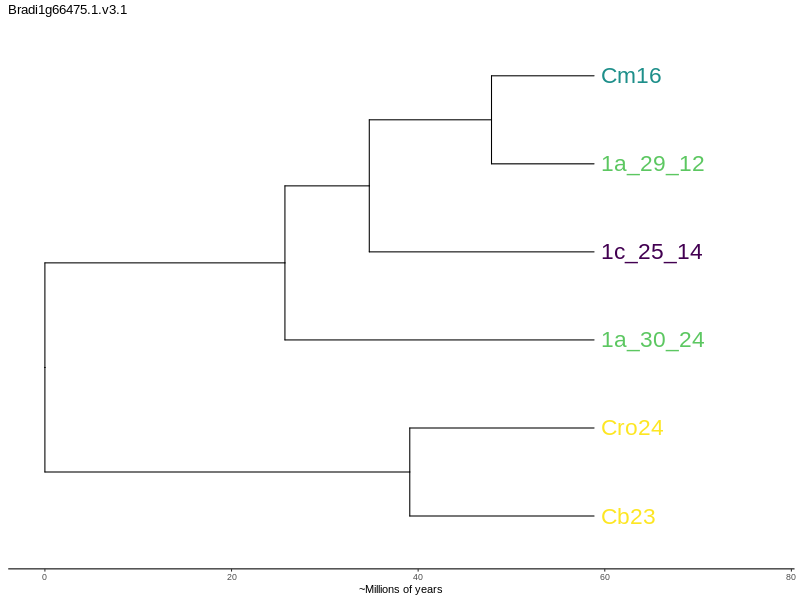 Bradi1g66475.1.v3.1
Cm16
1a_29_12
1c_25_14
1a_30_24
Cro24
Cb23
0 20 40 60 80
~Millions of years